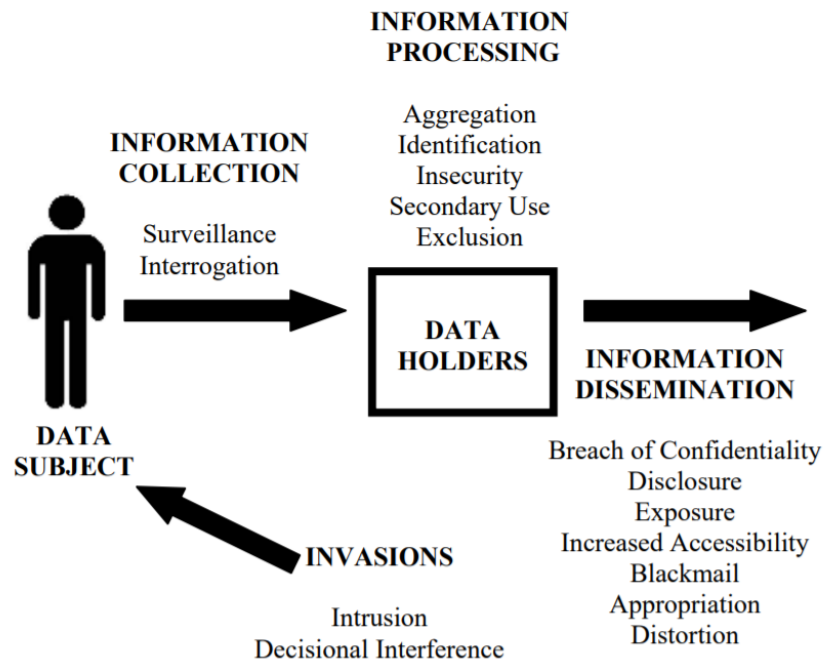 INFORMATION
PROCESSING
Aggregation
Identification
Insecurity
Secondary Use
Exclusion
INFORMATION
COLLECTION
Surveillance
Interrogation
DATA
HOLDERS
INFORMATION
DISSEMINATION
Breach of Confidentiality
Disclosure
Exposure
Increased Accessibility
Blackmail
Appropriation
Distortion
DATA
SUBJECT
INVASIONS
Intrusion
Decisional Interference